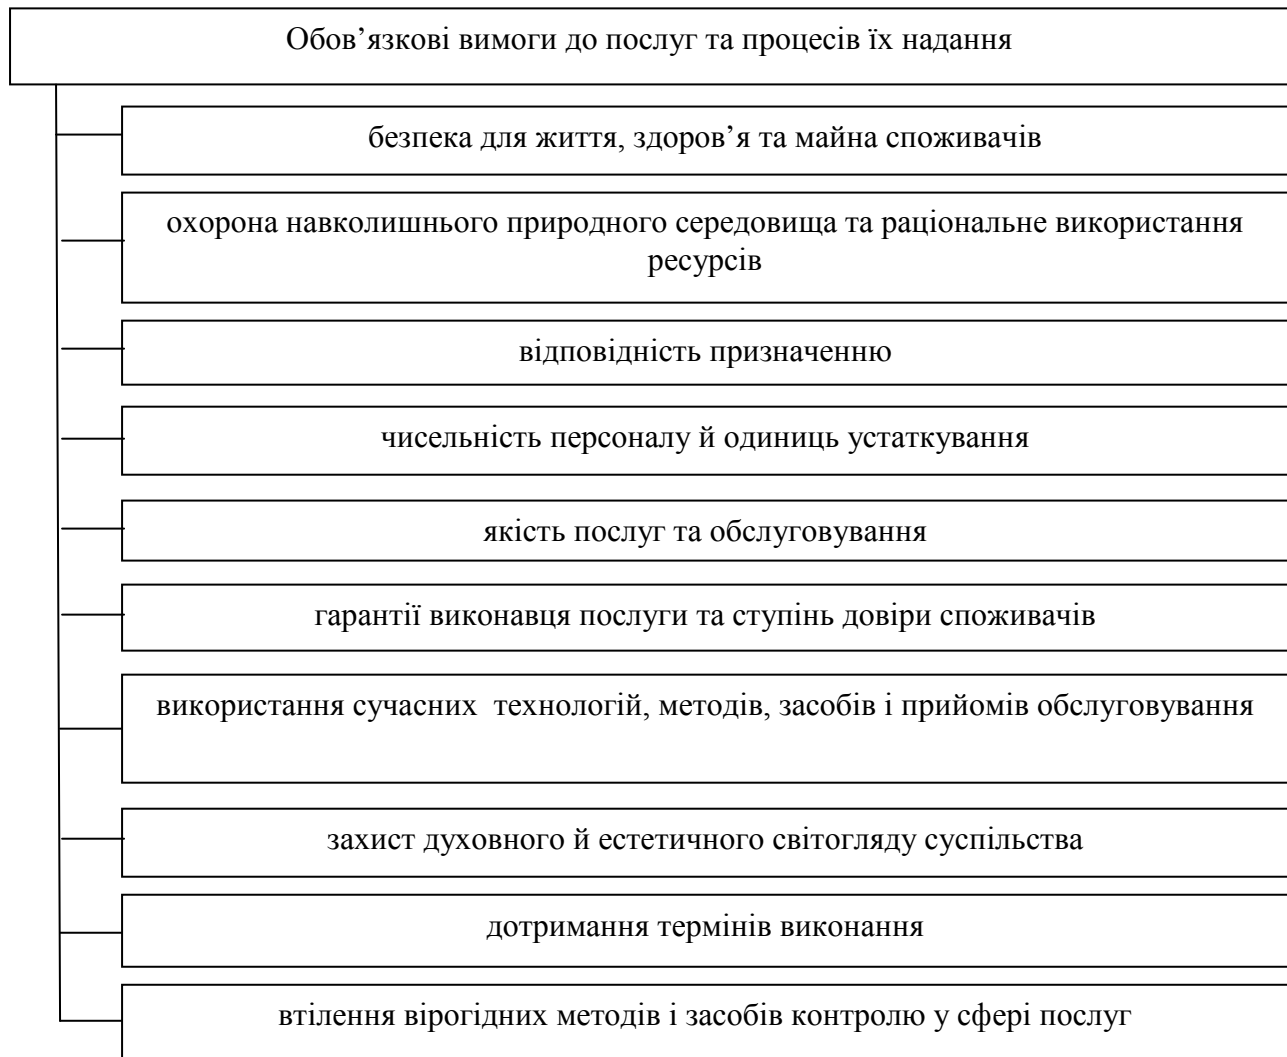 Обов’язкові вимоги до послуг та процесів їх надання
безпека для життя, здоров’я та майна споживачів
охорона навколишнього природного середовища та раціональне використання
ресурсів
відповідність призначенню
чисельність персоналу й одиниць устаткування
якість послуг та обслуговування
гарантії виконавця послуги та ступінь довіри споживачів
використання сучасних  технологій, методів, засобів і прийомів обслуговування
захист духовного й естетичного світогляду суспільства
дотримання термінів виконання
втілення вірогідних методів і засобів контролю у сфері послуг